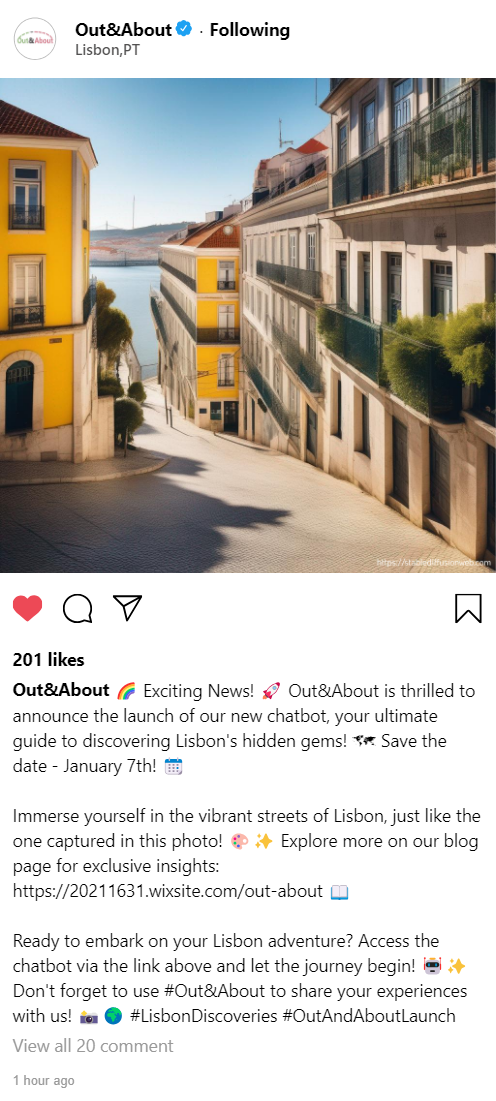 Out&About
Out&About · Following
Lisbon,PT
https://stablediffusionweb.com
201 likes
Out&About 🌈 Exciting News! 🚀 Out&About is thrilled to
announce the launch of our new chatbot, your ultimate
guide to discovering Lisbon's hidden gems! 🗺 Save the
date - January 7th! 🗓
Immerse yourself in the vibrant streets of Lisbon, just like the
one captured in this photo! 🎨 ✨ Explore more on our blog
page for exclusive insights:
https://20211631.wixsite.com/out-about 📖
Ready to embark on your Lisbon adventure? Access the
chatbot via the link above and let the journey begin! 🤖 ✨
Don't forget to use #Out&About to share your experiences
with us! 📸 🌍 #LisbonDiscoveries #OutAndAboutLaunch
View all 20 comment
1 hour ago